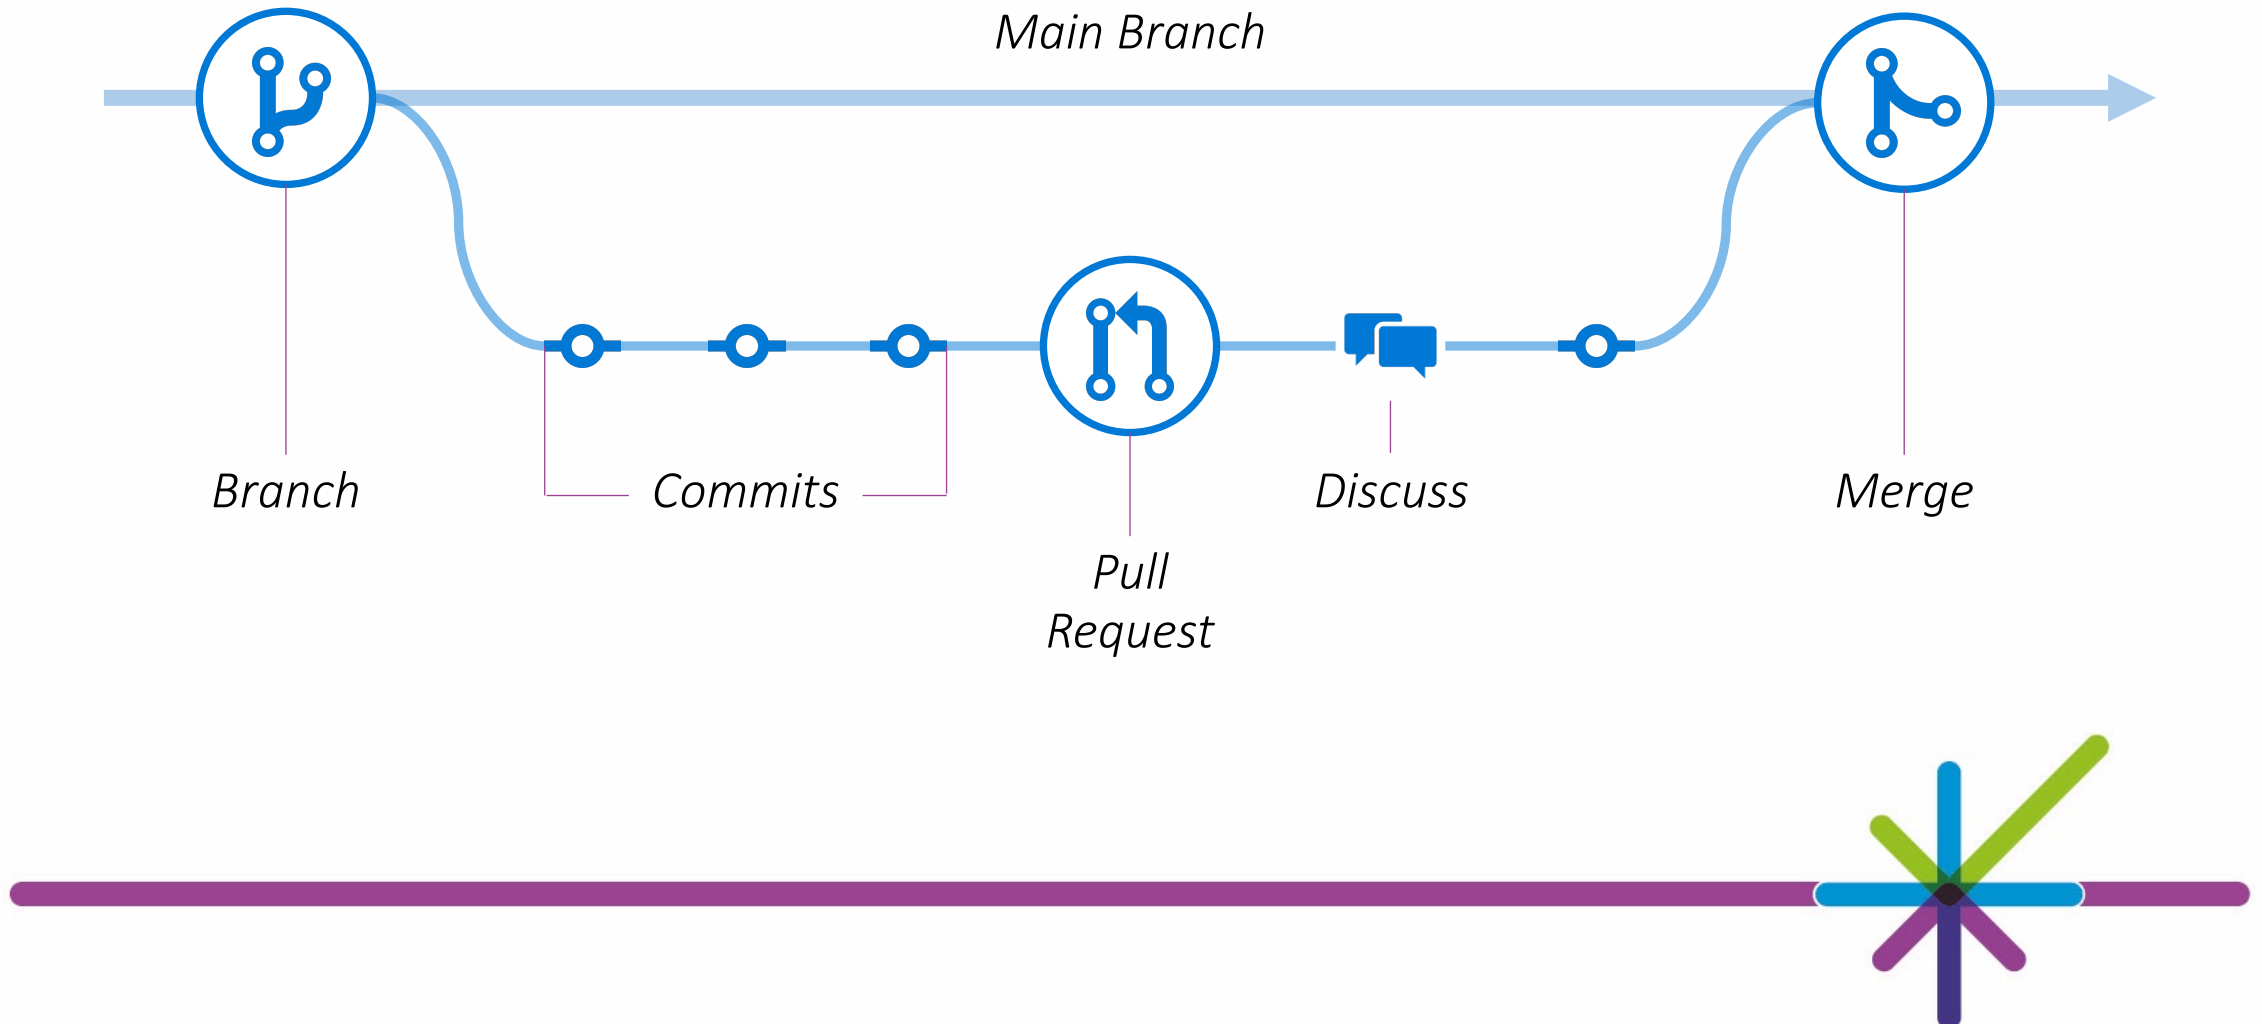 Main Branch
Branch
Commits
Pull
Request
Discuss
Merge